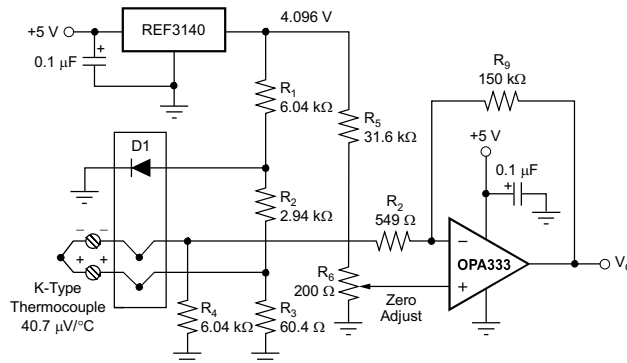 REF3140
+5 V
4.096 V
0.1 µF
+
R1
6.04 kΩ
R5
31.6 kΩ
R9
150 kΩ
+5 V
0.1 µF
+
D1
R2
2.94 kΩ
R2
549 Ω
−
OPA333
+
VO
− −
+ +
K-Type
Thermocouple
40.7 µV/°C
R4
6.04 kΩ
R3
60.4 Ω
R6
200 Ω
Zero
Adjust